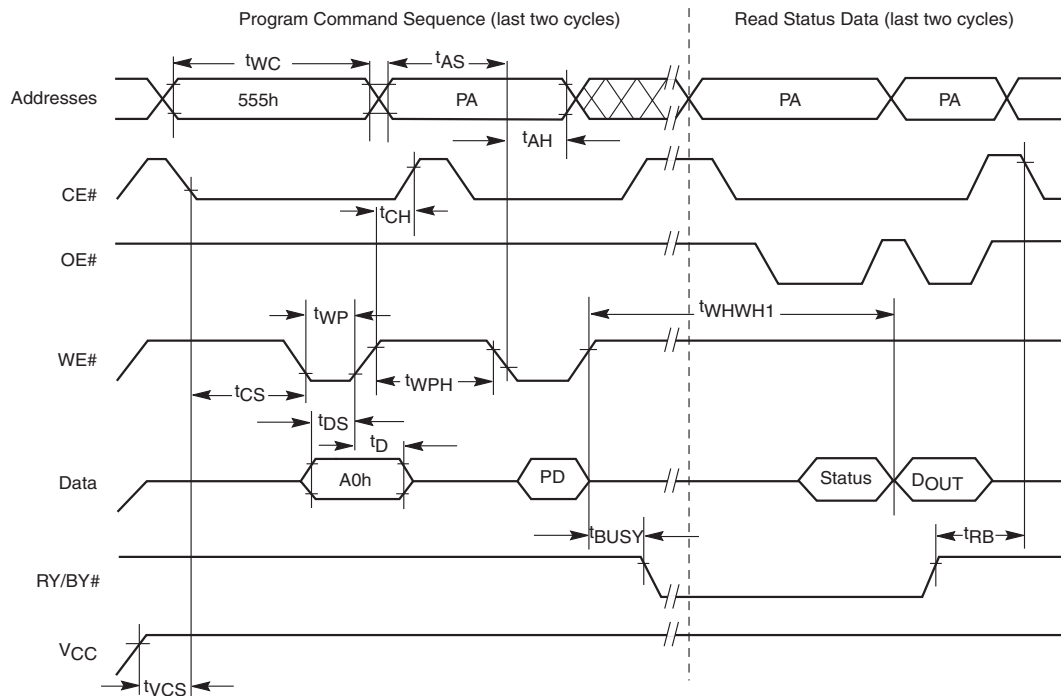 Program Command Sequence (last two cycles)
Read Status Data (last two cycles)
tWC
tAS
Addresses
555h
PA
PA
PA
tAH
CE#
tCH
OE#
tWP
tWHWH1
WE#
tWPH
tCS
tDS
tD
Data
A0h
PD
Status
DOUT
tBUSY
tRB
RY/BY#
VCC
tVCS